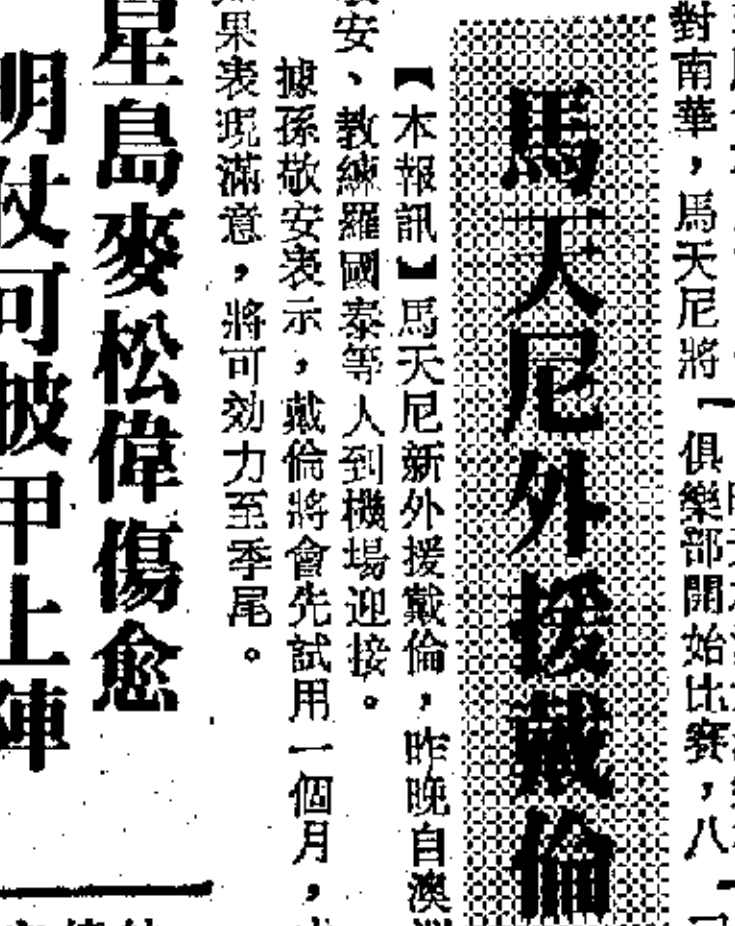 對南華，馬天尼將
「俱樂部開始比賽，八
馬天尼外援戴倫
【本報訊】馬天尼新外援戴倫，昨晚自澳
安、教練羅國泰等人到機場迎接。
據孫敬安表示，戴倫將會先試用一個月，
果表現滿意，將可効力至季尾。
星島麥松偉傷愈
明仗可披甲上陣